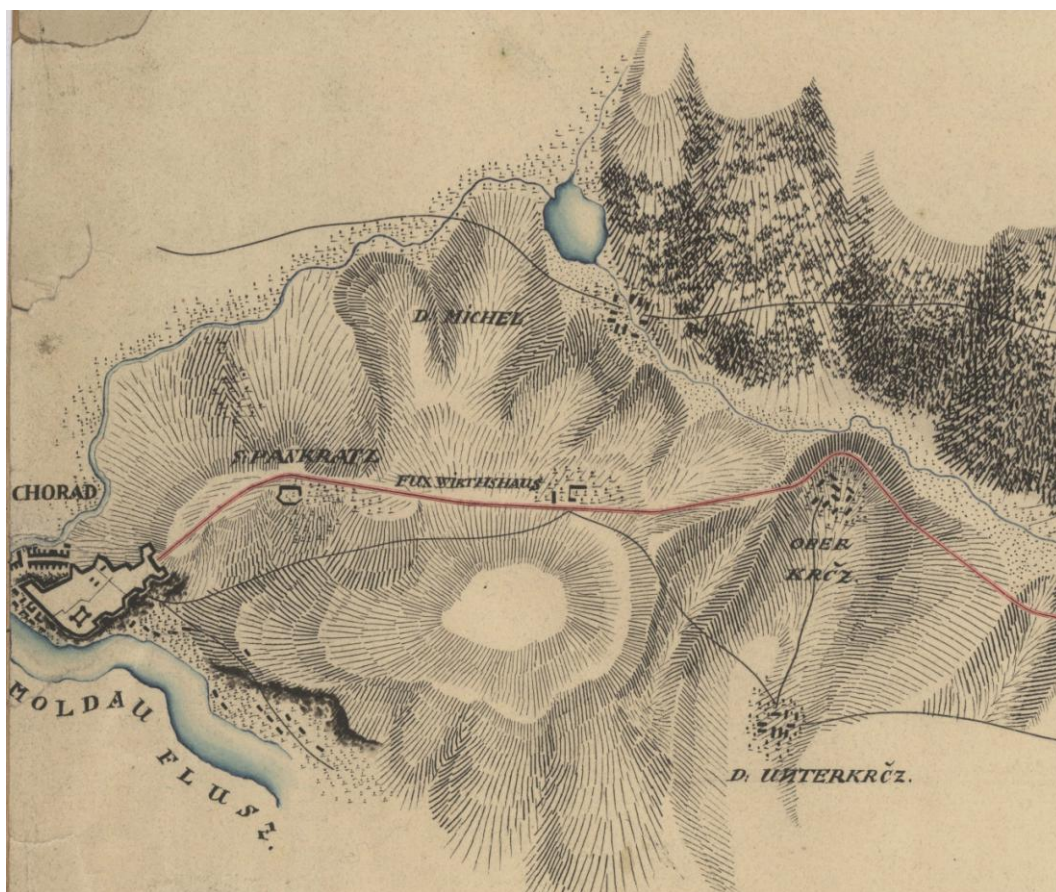 D: MICHEL
S: PANKRATZ
FUX WIRTHSHAUS
CHORAD
OBER
KRČZ.
MOLDAU FLUSZ.
D: UNTERKRČZ.